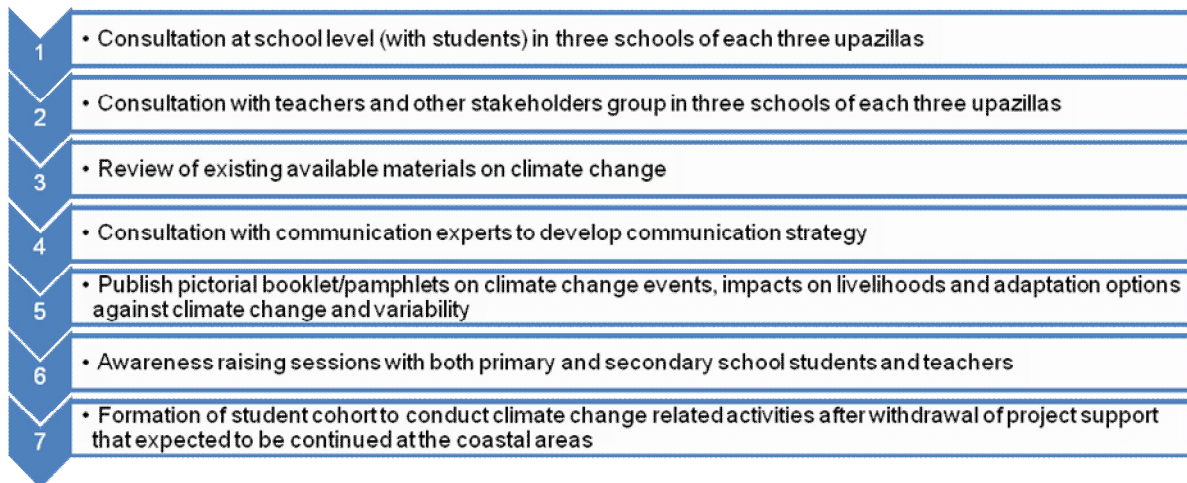 1
• Consultation at school level (with students) in three schools of each three upazillas
2
• Consultation with teachers and other stakeholders group in three schools of each three upazillas
3
• Review of existing available materials on climate change
4
• Consultation with communication experts to develop communication strategy
5
• Publish pictorial booklet/pamphlets on climate change events, impacts on livelihoods and adaptation options
against climate change and variability
6
• Awareness raising sessions with both primary and secondary school students and teachers
7
• Formation of student cohort to conduct climate change related activities after withdrawal of project support
that expected to be continued at the coastal areas